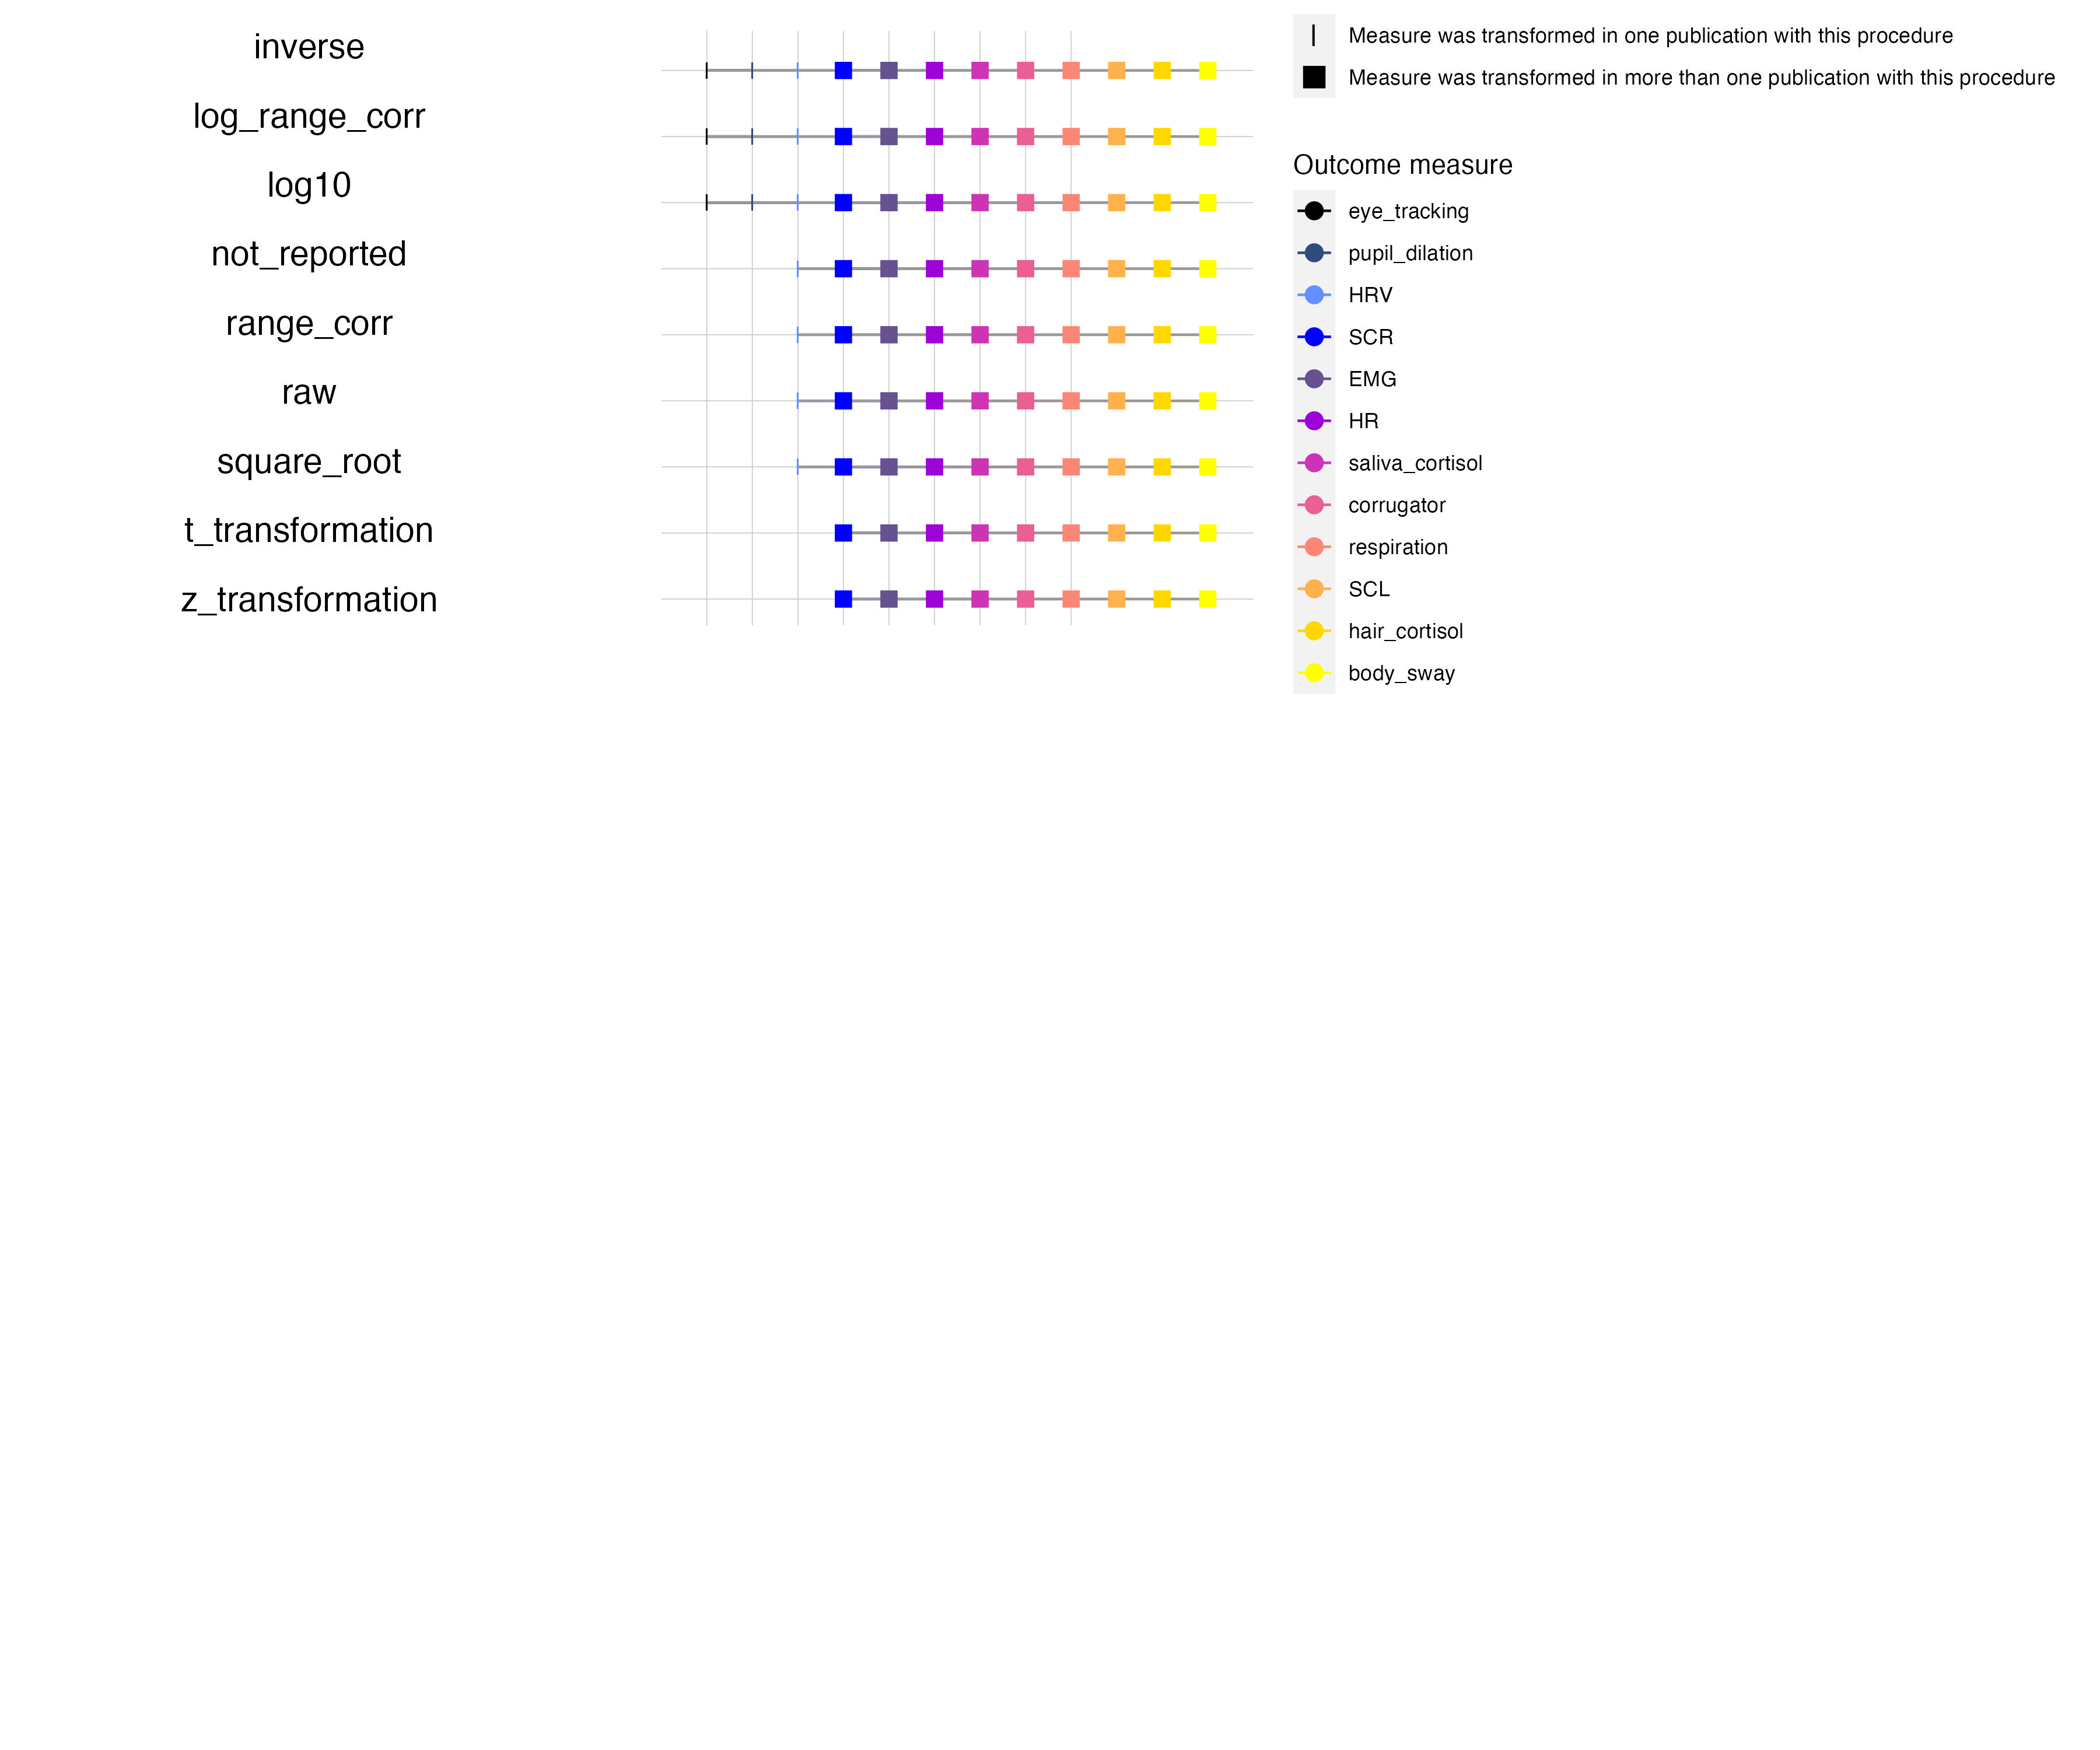 inverse
log_range_corr
log10
not_reported
range_corr
raw
square_root
t_transformation
z_transformation
Measure was transformed in one publication with this procedure
Measure was transformed in more than one publication with this procedure
Outcome measure
eye_tracking
pupil_dilation
HRV
SCR
EMG
HR
saliva_cortisol
corrugator
respiration
SCL
hair_cortisol
body_sway